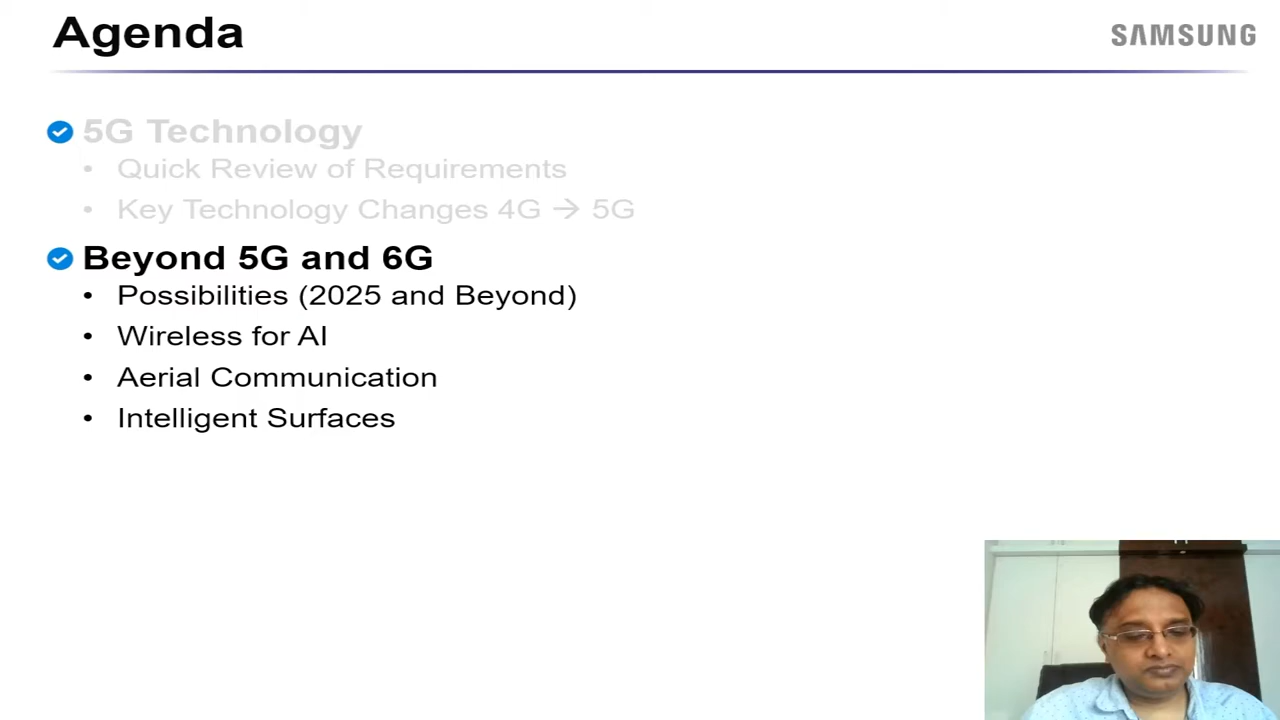 Agenda
SAMSUNG
5G Technology
• Quick Review of Requirements
• Key Technology Changes 4G → 5G
Beyond 5G and 6G
• Possibilities (2025 and Beyond)
• Wireless for AI
• Aerial Communication
• Intelligent Surfaces